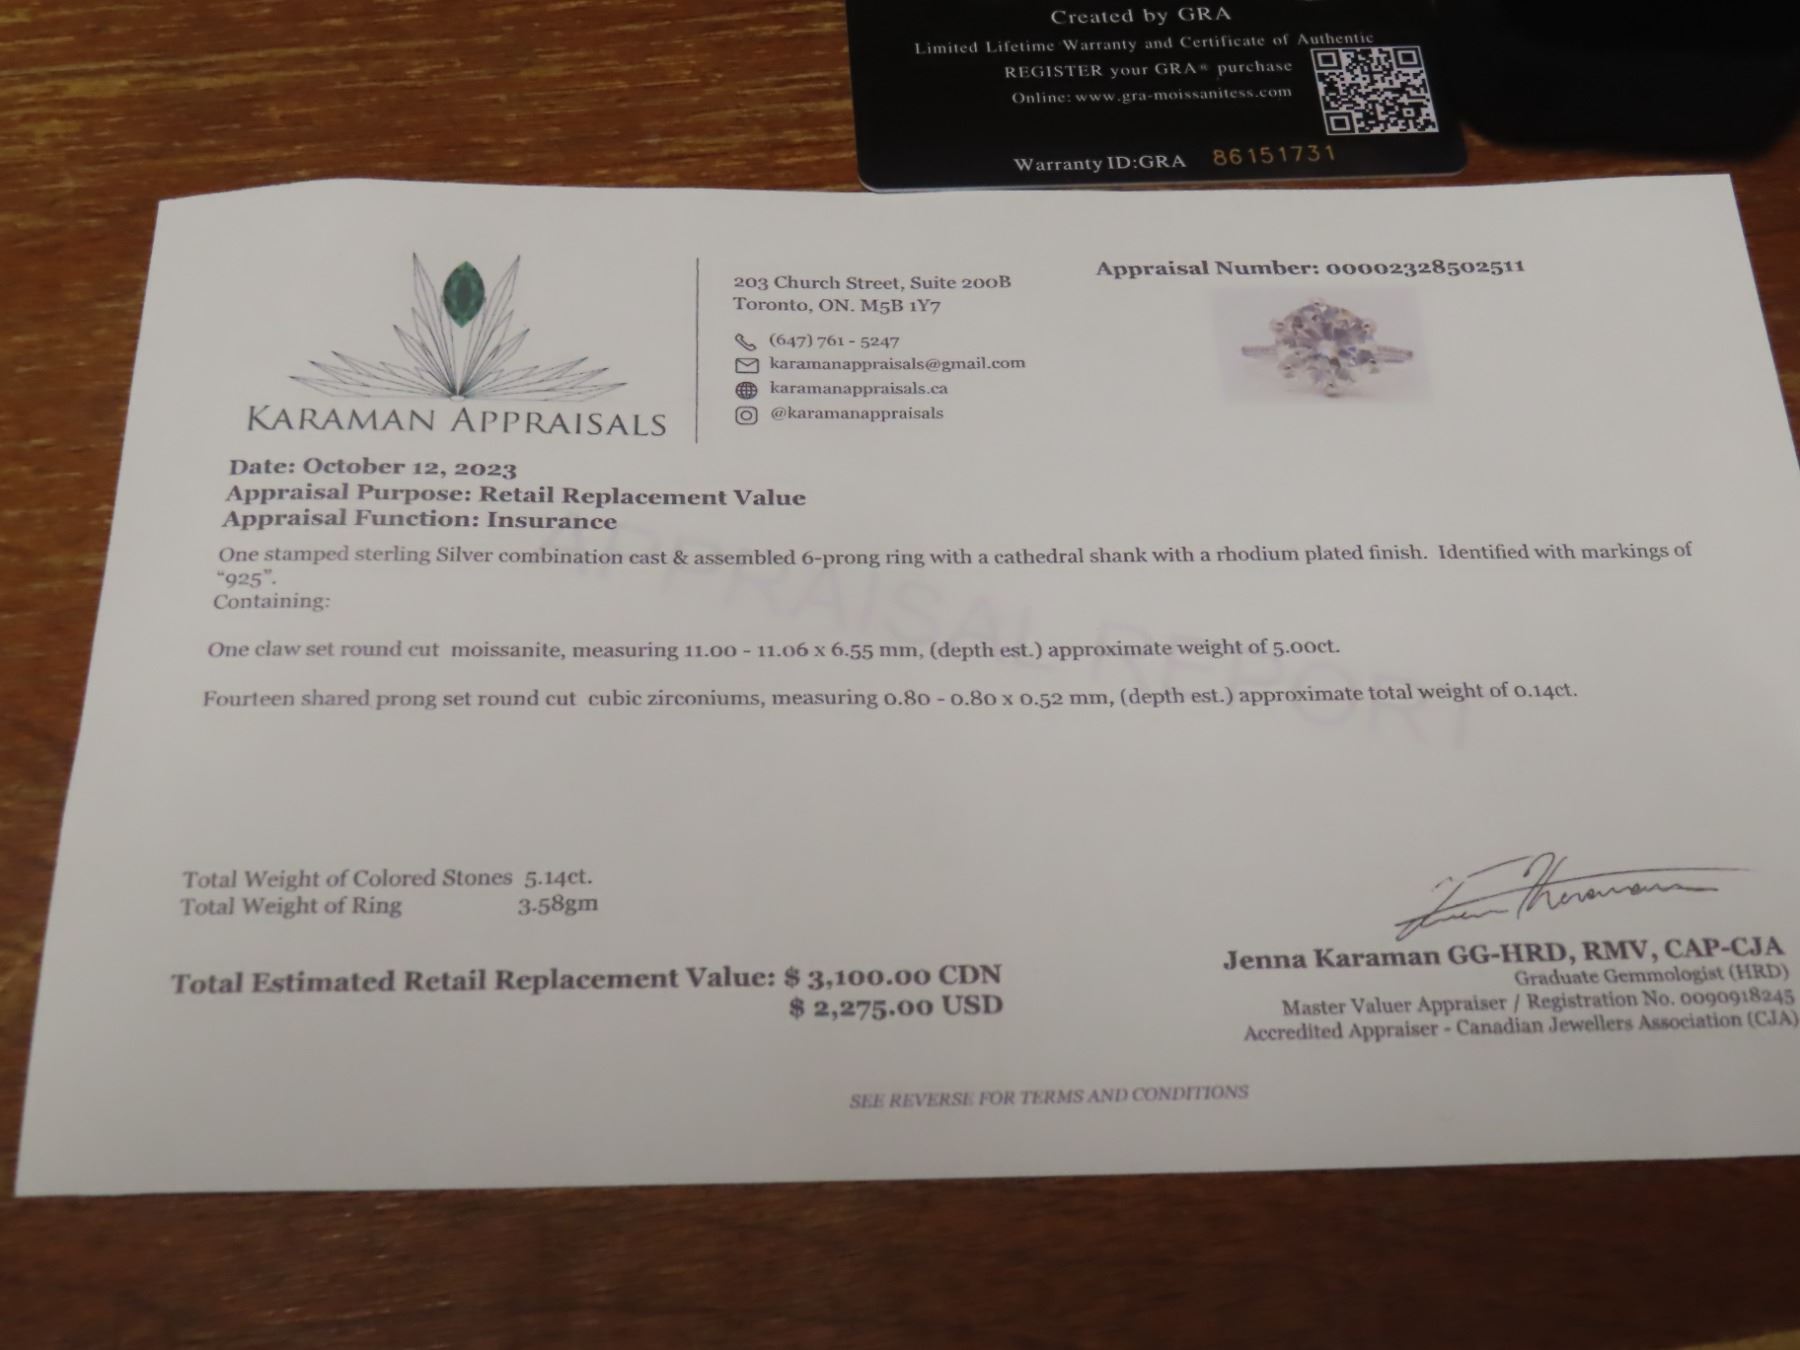 Created by GRA
Limited Lifetime Warranty and Certificate of Authentic
REGISTER your GRA® purchase
Online: www.gra-moissanitess.com
Warranty ID:GRA 86151731
KARAMAN APPRAISALS
203 Church Street, Suite 200B
Toronto, ON. M5B 1Y7
(647) 761 - 5247
karamanappraisals@gmail.com
karamanappraisals.ca
@karamanappraisals
Appraisal Number: 00002328502511
Date: October 12, 2023
Appraisal Purpose: Retail Replacement Value
Appraisal Function: Insurance
One stamped sterling Silver combination cast & assembled 6-prong ring with a cathedral shank with a rhodium plated finish. Identified with markings of
“925”.
Containing:
One claw set round cut moissanite, measuring 11.00 - 11.06 x 6.55 mm, (depth est.) approximate weight of 5.00ct.
Fourteen shared prong set round cut cubic zirconiums, measuring 0.80 - 0.80 x 0.52 mm, (depth est.) approximate total weight of 0.14ct.
APPRAISAL REPORT
Total Weight of Colored Stones 5.14ct.
Total Weight of Ring 3.58gm
Total Estimated Retail Replacement Value: $ 3,100.00 CDN
$ 2,275.00 USD
Jenna Karaman GG-HRD, RMV, CAP-CJA
Graduate Gemmologist (HRD)
Master Valuer Appraiser / Registration No. 0090918245
Accredited Appraiser - Canadian Jewellers Association (CJA)
SEE REVERSE FOR TERMS AND CONDITIONS